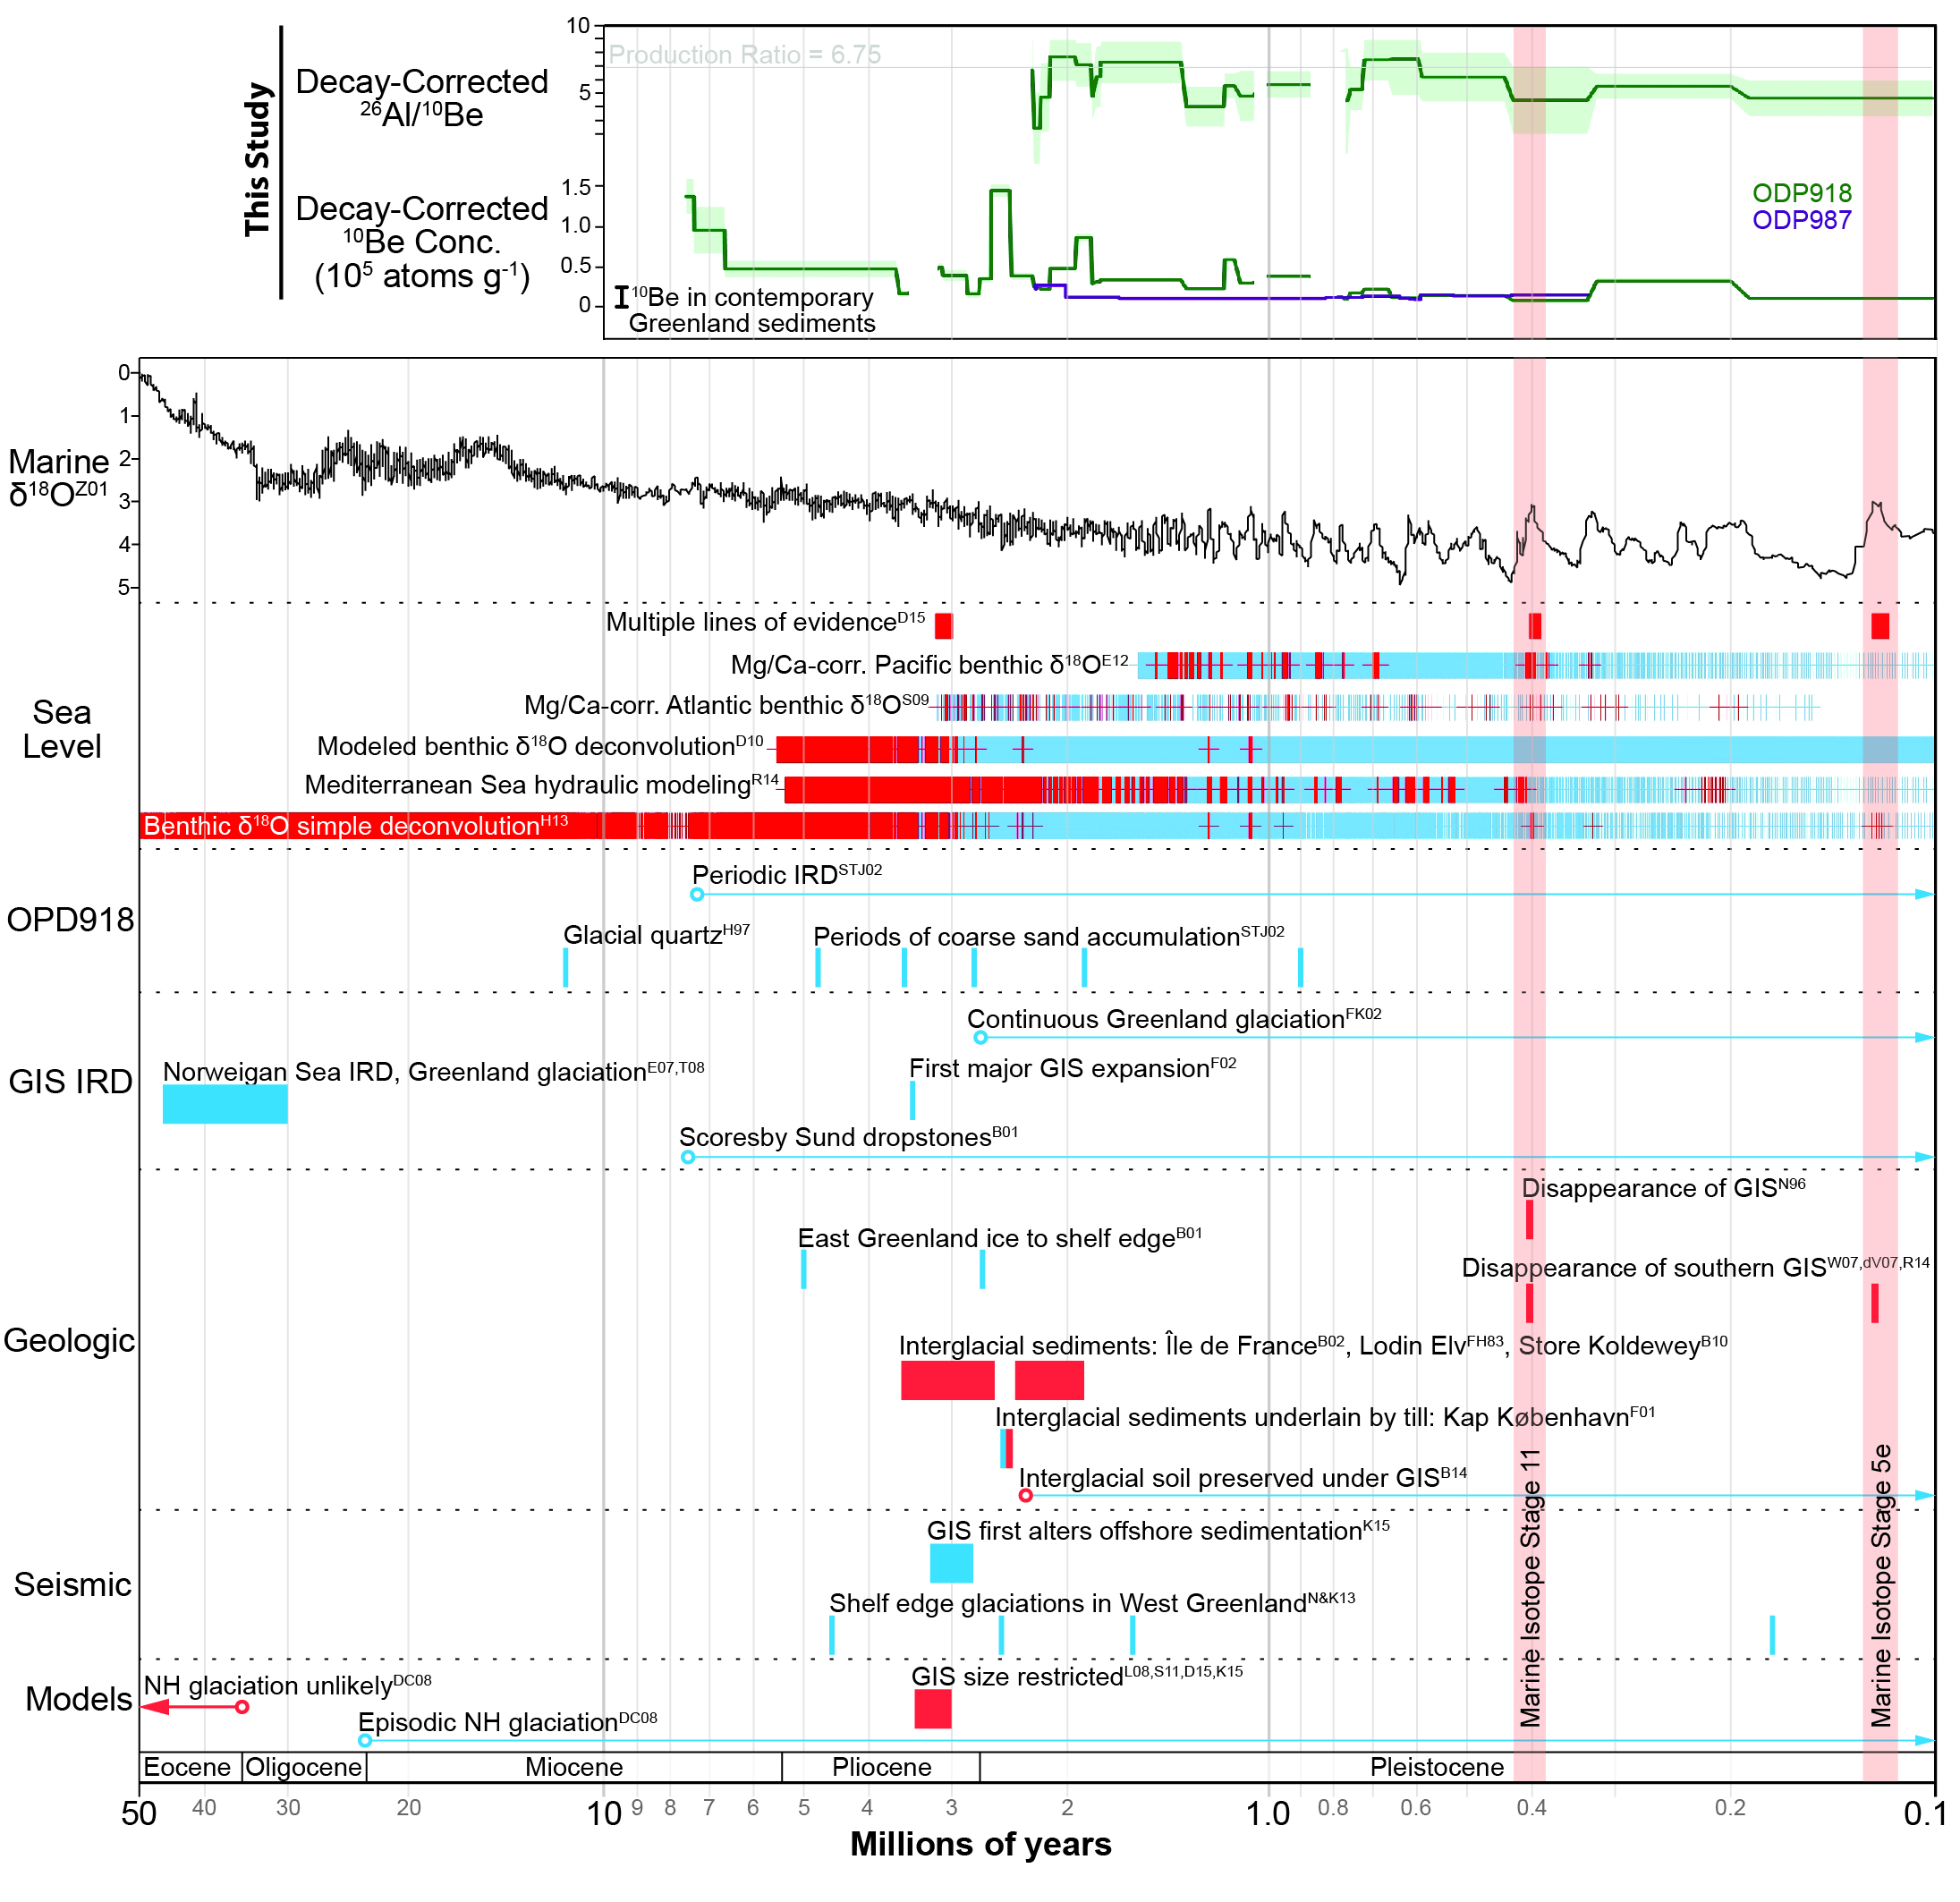 This Study
Decay-Corrected
26Al/10Be
10
5
Production Ratio = 6.75
Decay-Corrected
10Be Conc.
(10⁵ atoms g⁻¹)
1.5
1.0
0.5
0
ODP918
ODP987
10Be in contemporary
Greenland sediments
Marine
δ18OZ01
0
1
2
3
4
5
Sea
Level
Multiple lines of evidenceD15
Mg/Ca-corr. Pacific benthic δ18OE12
Mg/Ca-corr. Atlantic benthic δ18OS09
Modeled benthic δ18O deconvolutionD10
Mediterranean Sea hydraulic modelingR14
Benthic δ18O simple deconvolutionH13
OPD918
Periodic IRDSTJ02
Glacial quartzH97
Periods of coarse sand accumulationSTJ02
GIS IRD
Continuous Greenland glaciationFK02
Norweigan Sea IRD, Greenland glaciationE07,T08
First major GIS expansionF02
Scoresby Sund dropstonesB01
Geologic
Disappearance of GISN96
East Greenland ice to shelf edgeB01
Disappearance of southern GISW07,dV07,R14
Interglacial sediments: Île de FranceB02, Lodin ElvFH83, Store KoldeweyB10
Interglacial sediments underlain by till: Kap KøbenhavnF01
Interglacial soil preserved under GISB14
Marine Isotope Stage 11
Marine Isotope Stage 5e
Seismic
GIS first alters offshore sedimentationK15
Shelf edge glaciations in West GreenlandN&K13
Models
NH glaciation unlikelyDC08
GIS size restrictedL08,S11,D15,K15
Episodic NH glaciationDC08
Eocene Oligocene Miocene Pliocene Pleistocene
50 40 30 20 10 9 8 7 6 5 4 3 2 1.0 0.8 0.6 0.4 0.2 0.1
Millions of years